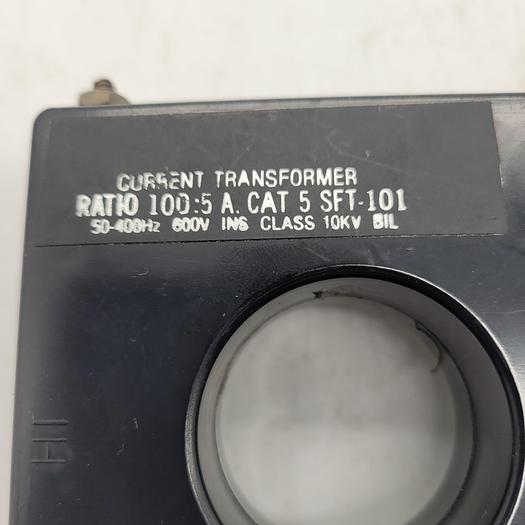 CURRENT TRANSFORMER
RATIO 100:5 A. CAT 5 SFT-101
50-400Hz 600V INS CLASS 10KV BIL
H1